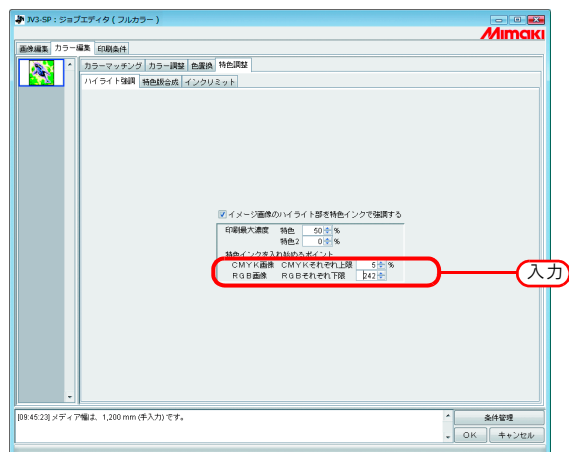 JV3-SP : ジョブエディタ ( フルカラー )
Mimaki
画像編集 カラー編集 印刷条件
カラーマッチング カラー調整 色置換 特色調整
ハイライト強調 特色版合成 インクリミット
イメージ画像のハイライト部を特色インクで強調する
印刷最大濃度 特色 50 %
特色2 0 %
特色インクを入れ始めるポイント
CMYK画像 CMYKそれぞれ上限 5 %
RGB画像 RGBそれぞれ下限 242
入力
[09:45:23] メディア幅は、1,200 mm (手入力) です。
条件管理
OK キャンセル